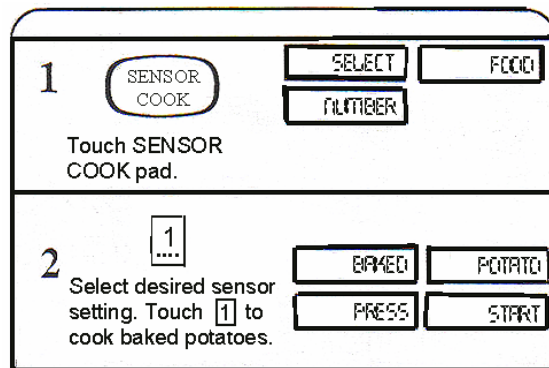 1
SENSOR
COOK
SELECT
FOOD
NUMBER
Touch SENSOR
COOK pad.
2
1
....
Select desired sensor
setting. Touch 1 to
cook baked potatoes.
BAKED
POTATO
PRESS
START